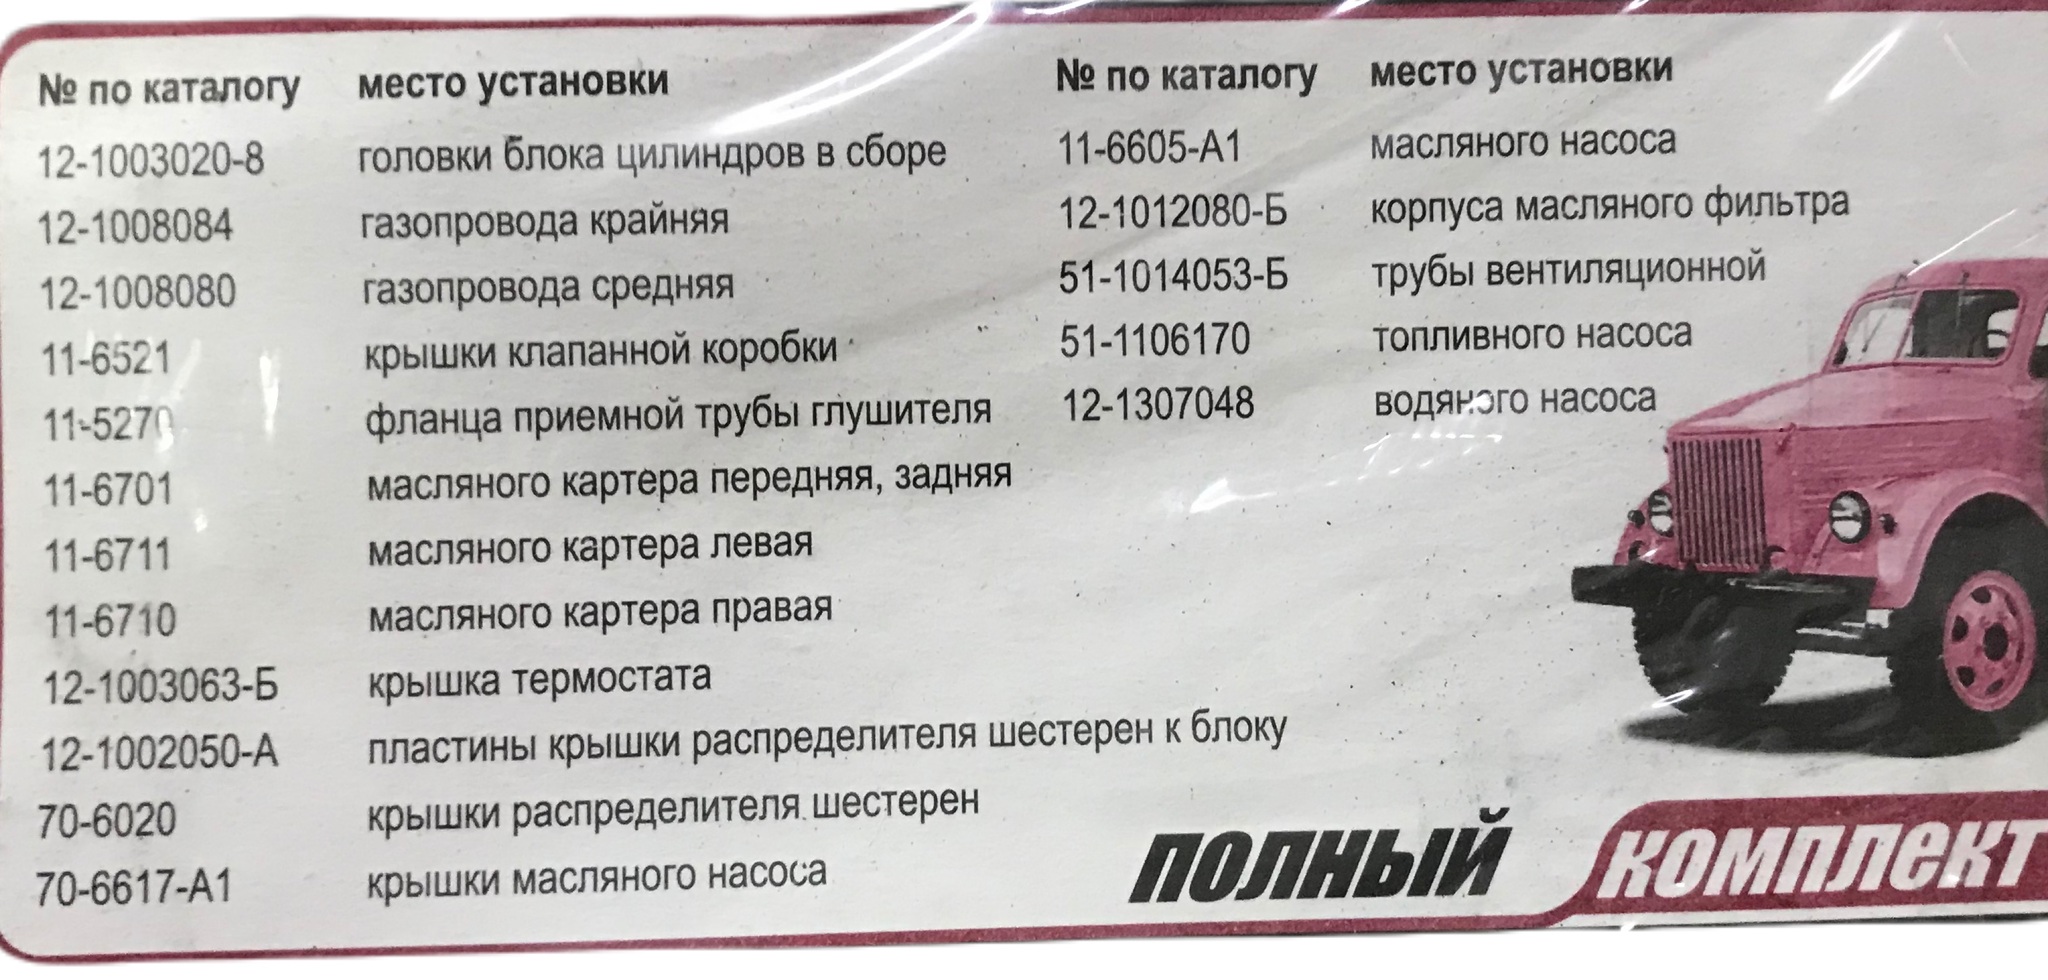 № по каталогу место установки
12-1003020-8 головки блока цилиндров в сборе
12-1008084 газопровода крайняя
12-1008080 газопровода средняя
11-6521 крышки клапанной коробки
11-5270 фланца приемной трубы глушителя
11-6701 масляного картера передняя, задняя
11-6711 масляного картера левая
11-6710 масляного картера правая
12-1003063-Б крышка термостата
12-1002050-А пластины крышки распределителя шестерен к блоку
70-6020 крышки распределителя шестерен
70-6617-А1 крышки масляного насоса
№ по каталогу место установки
11-6605-А1 масляного насоса
12-1012080-Б корпуса масляного фильтра
51-1014053-Б трубы вентиляционной
51-1106170 топливного насоса
12-1307048 водяного насоса
ПОЛНЫЙ КОМПЛЕКТ